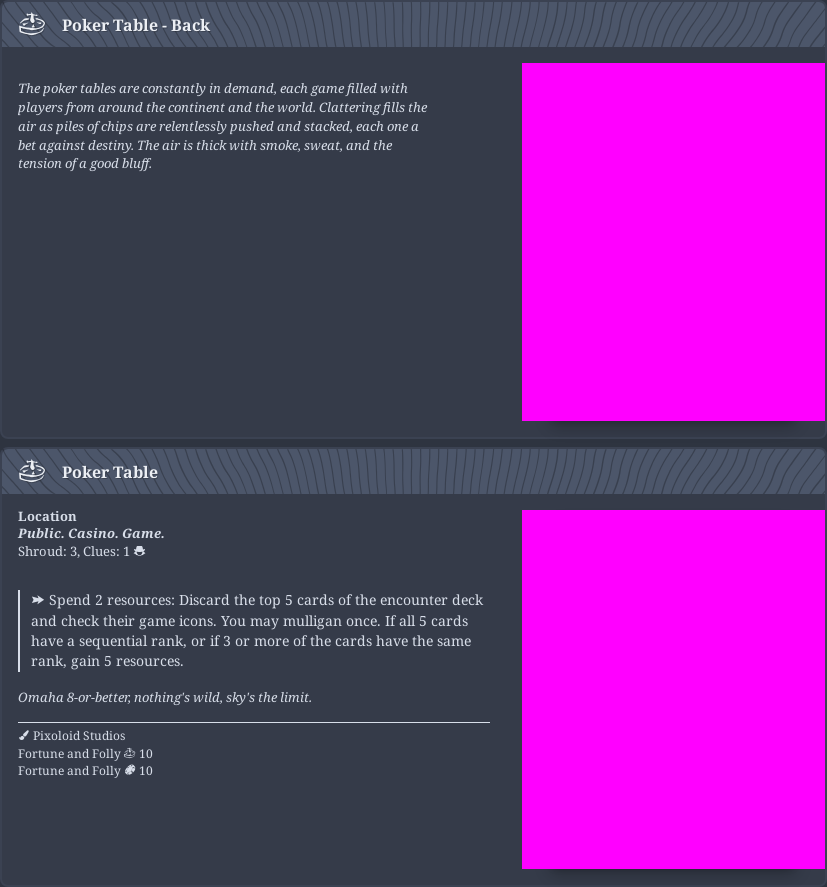 Poker Table - Back
The poker tables are constantly in demand, each game filled with
players from around the continent and the world. Clattering fills the
air as piles of chips are relentlessly pushed and stacked, each one a
bet against destiny. The air is thick with smoke, sweat, and the
tension of a good bluff.
Poker Table
Location
Public. Casino. Game.
Shroud: 3, Clues: 1
Spend 2 resources: Discard the top 5 cards of the encounter deck
and check their game icons. You may mulligan once. If all 5 cards
have a sequential rank, or if 3 or more of the cards have the same
rank, gain 5 resources.
Omaha 8-or-better, nothing's wild, sky's the limit.
Pixoloid Studios
Fortune and Folly 10
Fortune and Folly 10